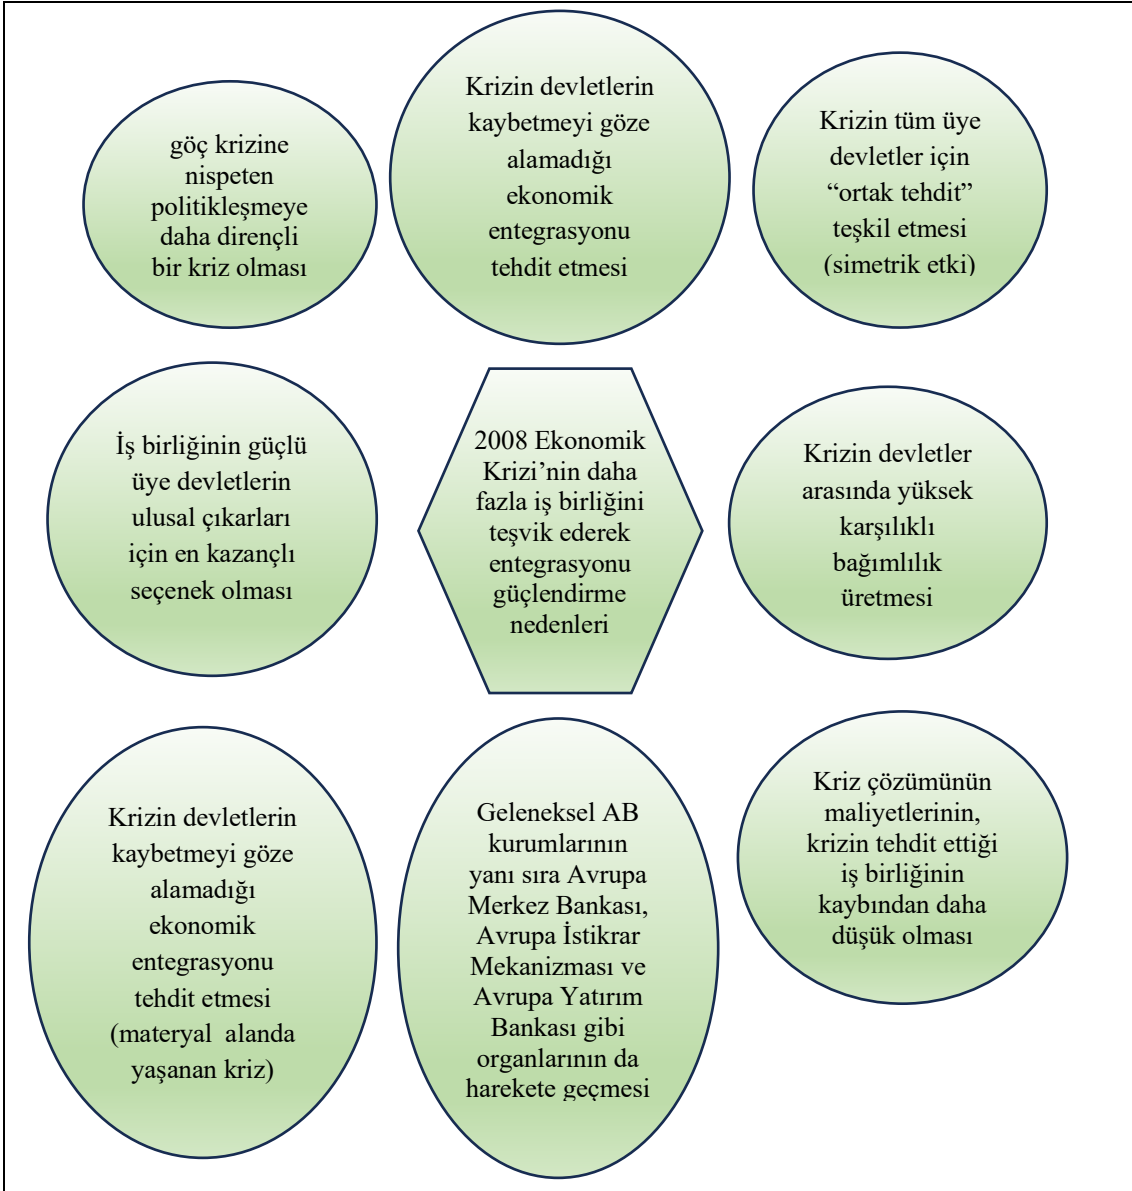 göç krizine
nispeten
politikleşmeye
daha dirençli
bir kriz olması
Krizin devletlerin
kaybetmeyi göze
alamadığı
ekonomik
entegrasyonu
tehdit etmesi
Krizin tüm üye
devletler için
“ortak tehdit”
teşkil etmesi
(simetrik etki)
İş birliğinin güçlü
üye devletlerin
ulusal çıkarları
için en kazançlı
seçenek olması
2008 Ekonomik
Krizi’nin daha
fazla iş birliğini
teşvik ederek
entegrasyonu
güçlendirme
nedenleri
Krizin devletler
arasında yüksek
karşılıklı
bağımlılık
üretmesi
Krizin devletlerin
kaybetmeyi göze
alamadığı
ekonomik
entegrasyonu
tehdit etmesi
(materyal alanda
yaşanan kriz)
Geleneksel AB
kurumlarının
yanı sıra Avrupa
Merkez Bankası,
Avrupa İstikrar
Mekanizması ve
Avrupa Yatırım
Bankası gibi
organlarının da
harekete geçmesi
Kriz çözümünün
maliyetlerinin,
krizin tehdit ettiği
iş birliğinin
kaybından daha
düşük olması